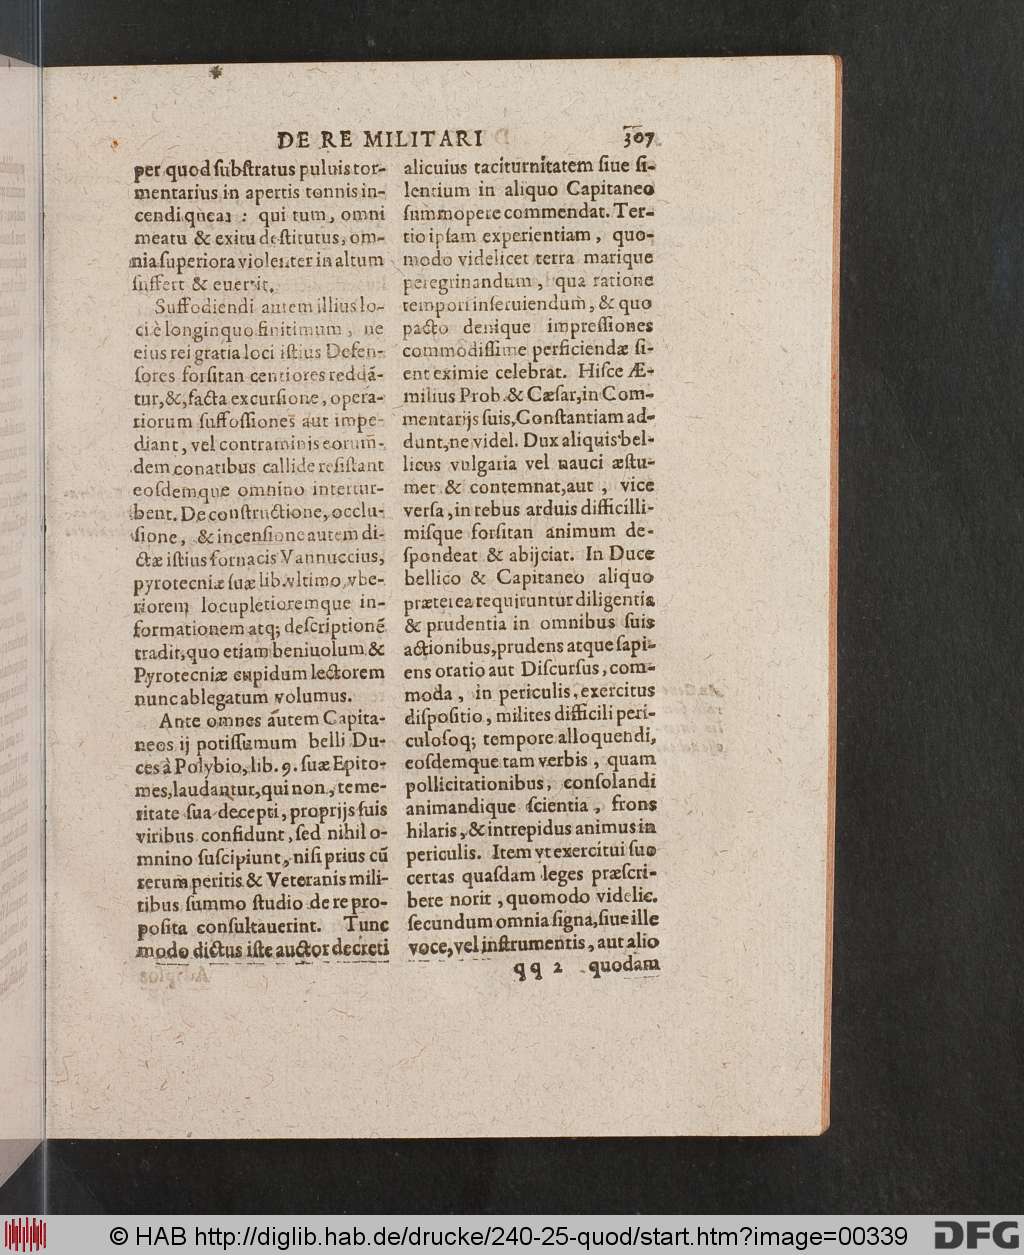 DE RE MILITARI 307
per quod ſubſtratus puluis tor-
mentarius in apertis tonnis in-
cendi queat : qui tum, omni
meatu & exitu deſtitutus, om-
nia ſuperiora violenter in altum
ſuffert & euertit.
Suffodiendi autem illius lo-
ci è longinquo finitimum, ne
eius rei gratia loci iſtius Defen-
ſores forſitan certiores reddã-
tur, &, facta excurſione, opera-
riorum ſuffoſſiones aut impe-
diant, vel contraminis eorum̃-
dem conatibus callide reſiſtant
eoſdemque omnino intertur-
bent. De conſtructione, occlu-
ſione, & incenſione autem di-
ctæ iſtius fornacis Vannuccius,
pyrotecniæ ſuæ lib. vltimo, vbe-
riorem locupletioremque in-
formationem atq; deſcriptionẽ
tradit, quo etiam beniuolum &
Pyrotecniæ cupidum lectorem
nunc ablegatum volumus.
Ante omnes autem Capita-
neos ij potiſſumum belli Du-
ces à Polybio, lib. 9. ſuæ Epito-
mes, laudantur, qui non, teme-
ritate ſua decepti, proprijs ſuis
viribus confidunt, ſed nihil o-
mnino ſuſcipiunt, niſi prius cũ
rerum peritis & Veteranis mili-
tibus ſummo ſtudio de re pro-
poſita conſultauerint. Tunc
modo dictus iſte auctor decreti
alicuius taciturnitatem ſiue ſi-
lentium in aliquo Capitaneo
ſummopere commendat. Ter-
tio ipſam experientiam, quo-
modo videlicet terra marique
peregrinandum, qua ratione
tempori inſeruiendum, & quo
pacto denique impreſſiones
commodiſſime perficiendæ ſi-
ent eximie celebrat. Hiſce Æ-
milius Prob. & Cæſar, in Com-
mentarijs ſuis, Conſtantiam ad-
dunt, ne videl. Dux aliquis bel-
licus vulgaria vel nauci æſtu-
met & contemnat, aut, vice
verſa, in rebus arduis difficilli-
miſque forſitan animum de-
ſpondeat & abijciat. In Duce
bellico & Capitaneo aliquo
præterea requiruntur diligentia
& prudentia in omnibus ſuis
actionibus, prudens atque ſapi-
ens oratio aut Diſcurſus, com-
moda, in periculis, exercitus
diſpoſitio, milites difficili peri-
culoſoq; tempore alloquendi,
eoſdemque tam verbis, quam
pollicitationibus, conſolandi
animandique ſcientia, frons
hilaris, & intrepidus animus in
periculis. Item vt exercitui ſuo
certas quaſdam leges præſcri-
bere norit, quomodo videlic.
ſecundum omnia ſigna, ſiue ille
voce, vel inſtrumentis, aut alio
qq 2 quodam
© HAB http://diglib.hab.de/drucke/240-25-quod/start.htm?image=00339
DFG